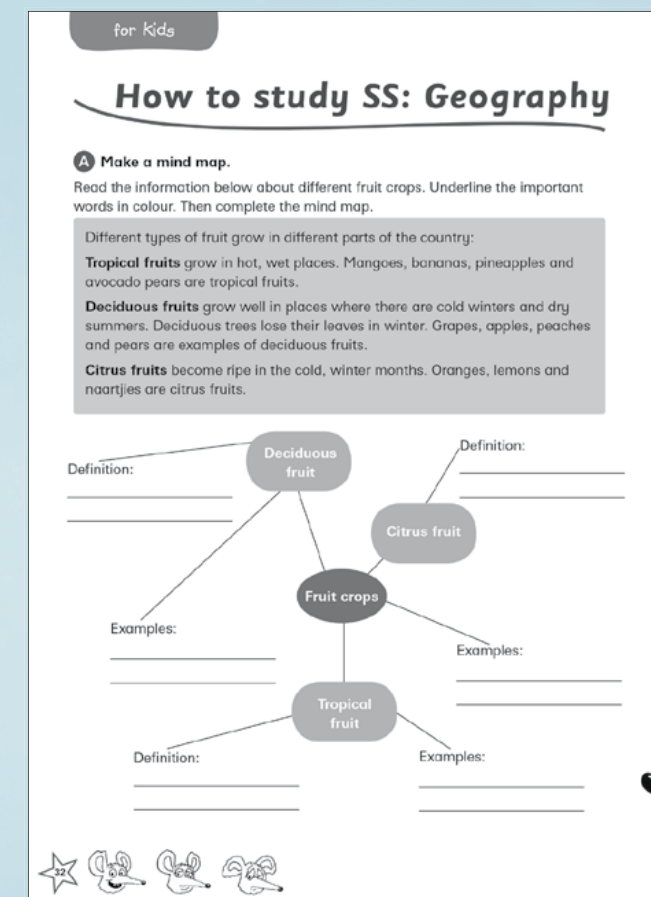 for kids
How to study SS: Geography
A Make a mind map.
Read the information below about different fruit crops. Underline the important
words in colour. Then complete the mind map.
Different types of fruit grow in different parts of the country:
Tropical fruits grow in hot, wet places. Mangoes, bananas, pineapples and
avocado pears are tropical fruits.
Deciduous fruits grow well in places where there are cold winters and dry
summers. Deciduous trees lose their leaves in winter. Grapes, apples, peaches
and pears are examples of deciduous fruits.
Citrus fruits become ripe in the cold, winter months. Oranges, lemons and
naartjies are citrus fruits.
Deciduous
fruit
Definition:
Definition:
Citrus fruit
Fruit crops
Examples:
Examples:
Tropical
fruit
Definition:
Examples:
32